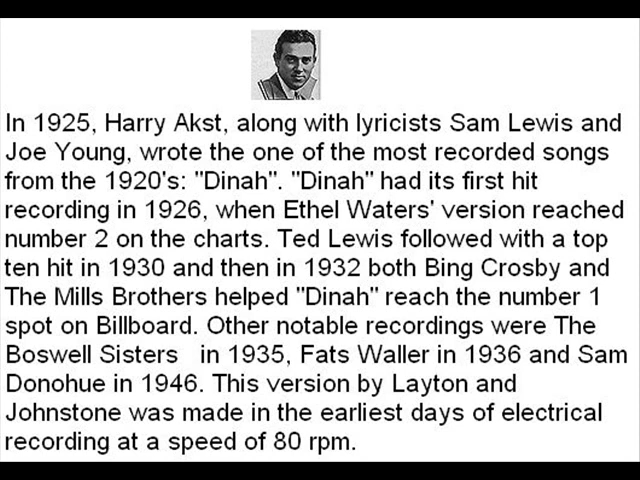 In 1925, Harry Akst, along with lyricists Sam Lewis and
Joe Young, wrote the one of the most recorded songs
from the 1920's: "Dinah". "Dinah" had its first hit
recording in 1926, when Ethel Waters' version reached
number 2 on the charts. Ted Lewis followed with a top
ten hit in 1930 and then in 1932 both Bing Crosby and
The Mills Brothers helped "Dinah" reach the number 1
spot on Billboard. Other notable recordings were The
Boswell Sisters   in 1935, Fats Waller in 1936 and Sam
Donohue in 1946. This version by Layton and
Johnstone was made in the earliest days of electrical
recording at a speed of 80 rpm.